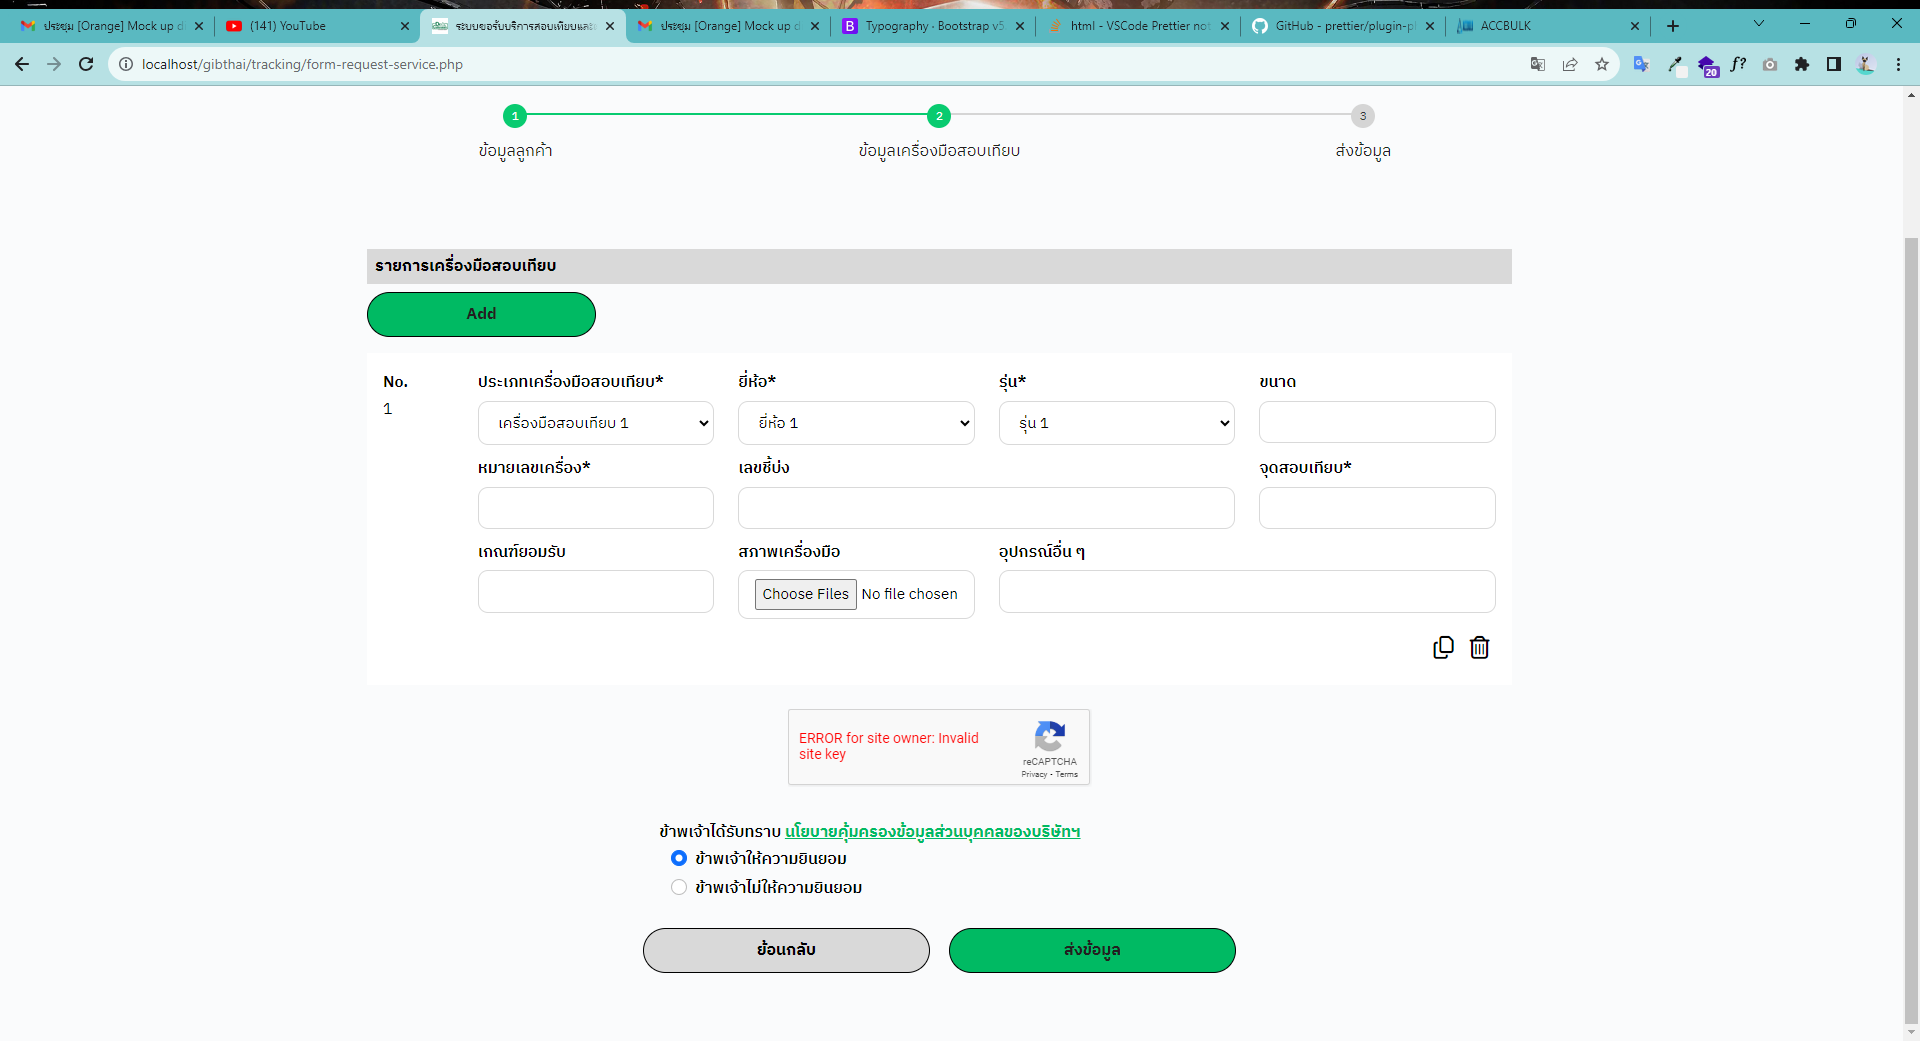 ประชุม [Orange] Mock up d
(141) YouTube
ระบบขอรับบริการสอบเทียบและ
ประชุม [Orange] Mock up d
Typography · Bootstrap v5.
html - VSCode Prettier not
GitHub - prettier/plugin-p
ACCBULK
localhost/gibthai/tracking/form-request-service.php
20
f?
1
2
3
ข้อมูลลูกค้า
ข้อมูลเครื่องมือสอบเทียบ
ส่งข้อมูล
รายการเครื่องมือสอบเทียบ
Add
No.
ประเภทเครื่องมือสอบเทียบ*
ยี่ห้อ*
รุ่น*
ขนาด
1
เครื่องมือสอบเทียบ 1
ยี่ห้อ 1
รุ่น 1
หมายเลขเครื่อง*
เลขชี้บ่ง
จุดสอบเทียบ*
เกณฑ์ยอมรับ
สภาพเครื่องมือ
อุปกรณ์อื่น ๆ
Choose Files No file chosen
ERROR for site owner: Invalid
site key
reCAPTCHA
Privacy - Terms
ข้าพเจ้าได้รับทราบ นโยบายคุ้มครองข้อมูลส่วนบุคคลของบริษัทฯ
ข้าพเจ้าให้ความยินยอม
ข้าพเจ้าไม่ให้ความยินยอม
ย้อนกลับ
ส่งข้อมูล